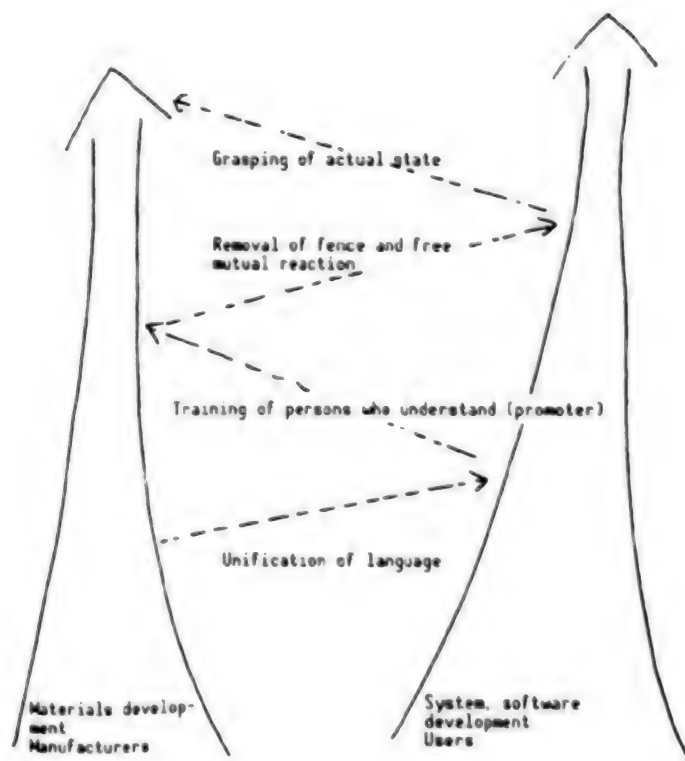 Grasping of actual state
Removal of fence and free
mutual reaction
Training of persons who understand (promoter)
Unification of language
Materials develop-
ment
Manufacturers
System, software
development
Users